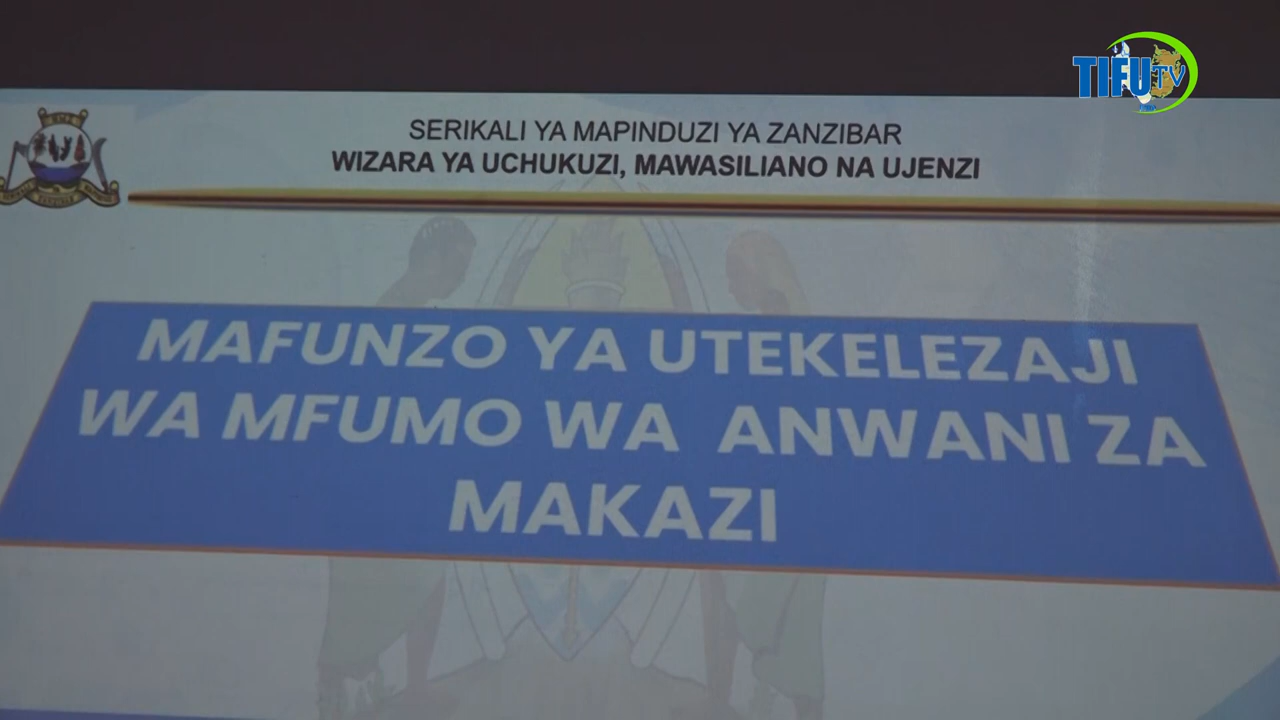 TIFU TV
SERIKALI YA MAPINDUZI YA ZANZIBAR
WIZARA YA UCHUKUZI, MAWASILIANO NA UJENZI
MAFUNZO YA UTEKELEZAJI
WA MFUMO WA ANWANI ZA
MAKAZI